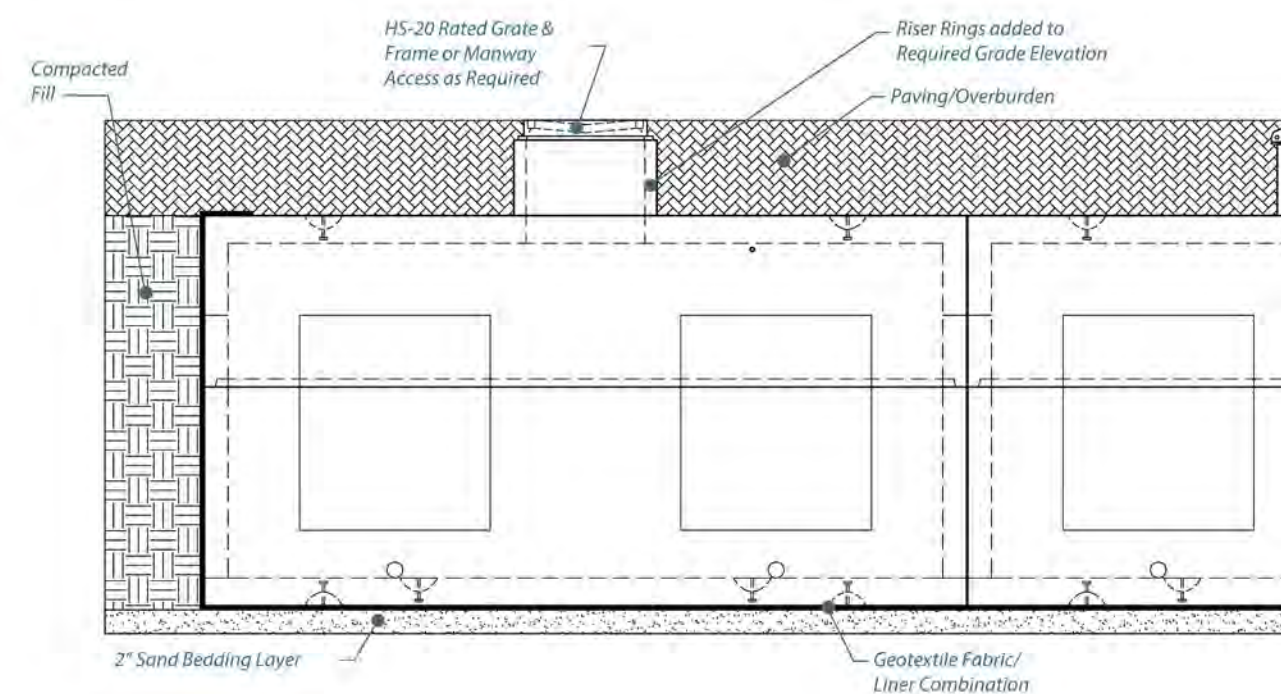 HS-20 Rated Grate &
Frame or Manway
Access as Required
Riser Rings added to
Required Grade Elevation
Compacted
Fill
Paving/Overburden
2" Sand Bedding Layer
Geotextile Fabric/
Liner Combination